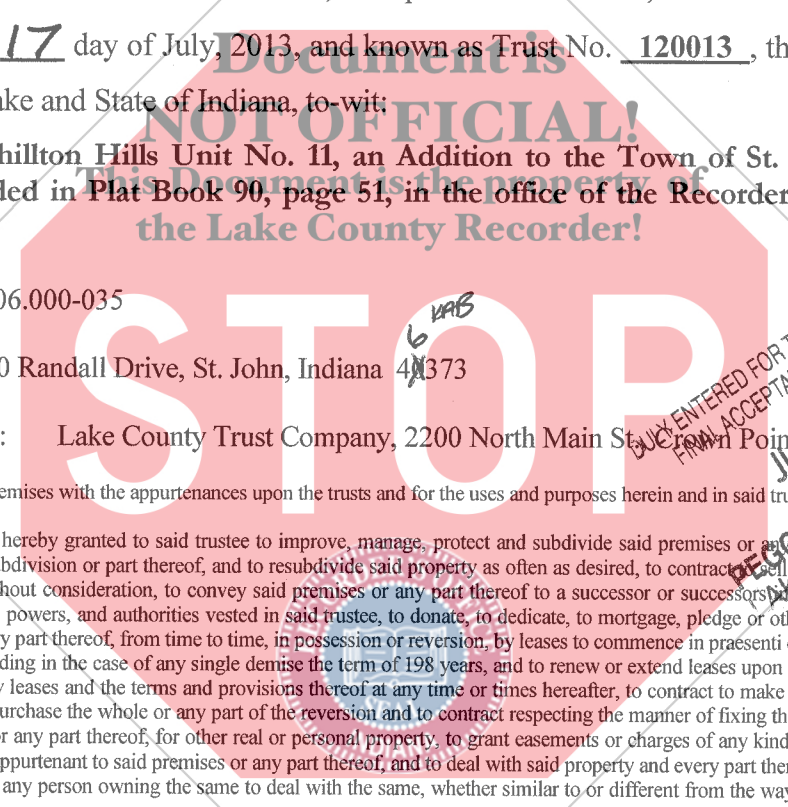 17 day of July, 2013, and known as Trust No. 120013, th
Document is
ake and State of Indiana, to-wit:
NOT OFFICIAL!
hillton Hills Unit No. 11, an Addition to the Town of St.
This Document is the property of
ded in Plat Book 90, page 51, in the office of the Recorder
the Lake County Recorder!
06.000-035
KAB
6
0 Randall Drive, St. John, Indiana 4 373
STOP
DULY ENTERED FOR T
FINAL ACCEPTA
: Lake County Trust Company, 2200 North Main St., Crown Poin
emises with the appurtenances upon the trusts and for the uses and purposes herein and in said tru
hereby granted to said trustee to improve, manage, protect and subdivide said premises or any
bdivision or part thereof, and to resubdivide said property as often as desired, to contract to sell
hout consideration, to convey said premises or any part thereof to a successor or successors
powers, and authorities vested in said trustee, to donate, to dedicate, to mortgage, pledge or oth
y part thereof, from time to time, in possession or reversion, by leases to commence in praesenti
ding in the case of any single demise the term of 198 years, and to renew or extend leases upon
y leases and the terms and provisions thereof at any time or times hereafter, to contract to make
urchase the whole or any part of the reversion and to contract respecting the manner of fixing th
or any part thereof, for other real or personal property, to grant easements or charges of any kind
ppurtenant to said premises or any part thereof, and to deal with said property and every part ther
any person owning the same to deal with the same, whether similar to or different from the way
SEAL
INDIANA